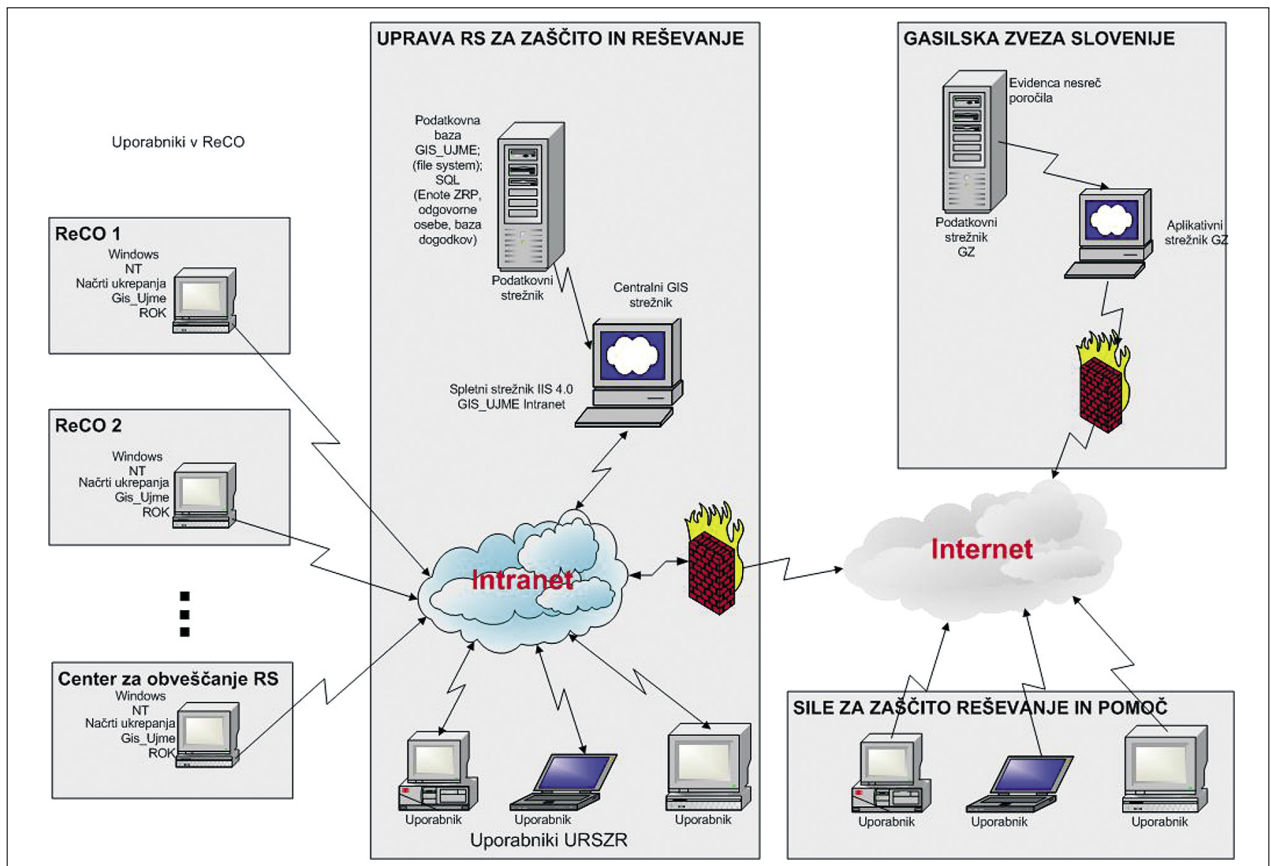 UPRAVA RS ZA ZAŠČITO IN REŠEVANJE
GASILSKA ZVEZA SLOVENIJE
Uporabniki v ReCO
ReCO 1
Windows
NT
Načrti ukrepanja
Gis_Ujme
ROK
ReCO 2
Windows
NT
Načrti ukrepanja
Gis_Ujme
ROK
Center za obveščanje RS
Windows
NT
Načrti ukrepanja
Gis_Ujme
ROK
Podatkovna
baza
GIS_UJME;
(file system);
SQL
(Enote ZRP,
odgovorne
osebe, baza
dogodkov)
Podatkovni
strežnik
Centralni GIS
strežnik
Spletni strežnik IIS 4.0
GIS_UJME Intranet
Intranet
Uporabnik
Uporabnik
Uporabnik
Uporabniki URSZR
Evidenca nesreč
poročila
Podatkovni
strežnik
GZ
Aplikativni
strežnik GZ
Internet
SILE ZA ZAŠČITO REŠEVANJE IN POMOČ
Uporabnik
Uporabnik
Uporabnik